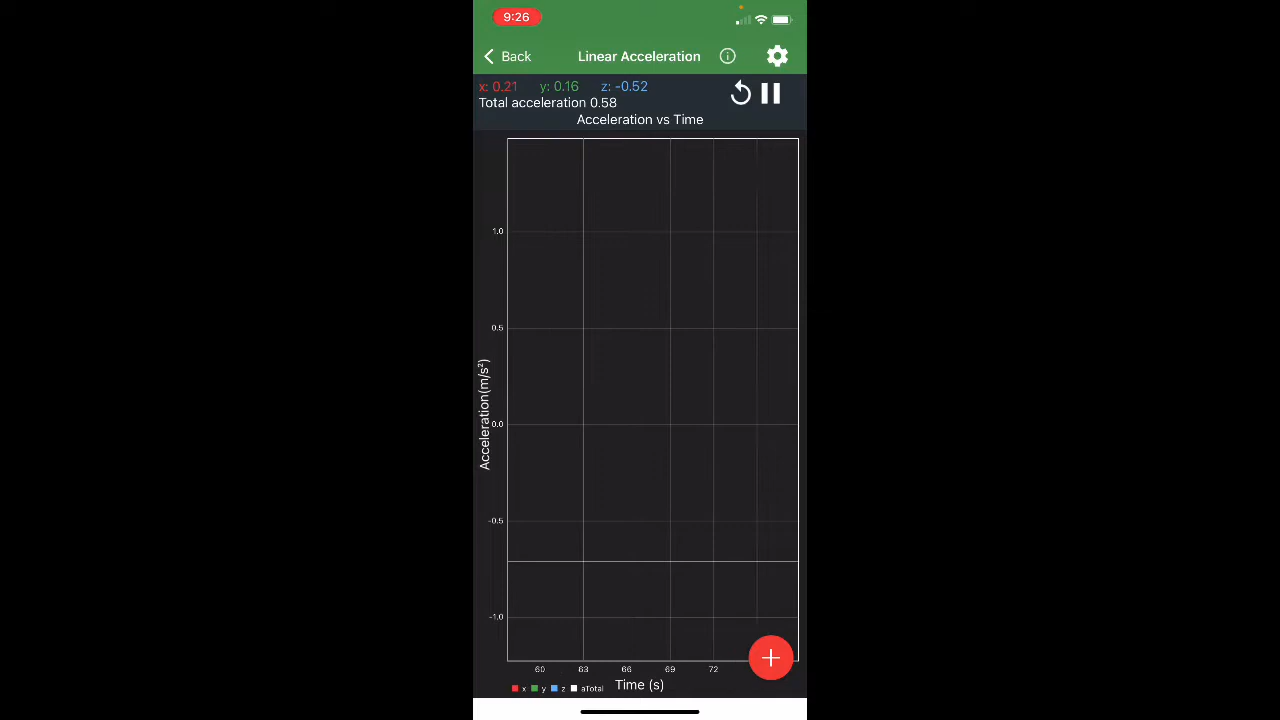 9:26
Back
Linear Acceleration
x: 0.21 y: 0.16 z: -0.52
Total acceleration 0.58
Acceleration vs Time
1.0
0.5
0.0
-0.5
-1.0
Acceleration(m/s²)
60 63 66 69 72
x y z aTotal
Time (s)